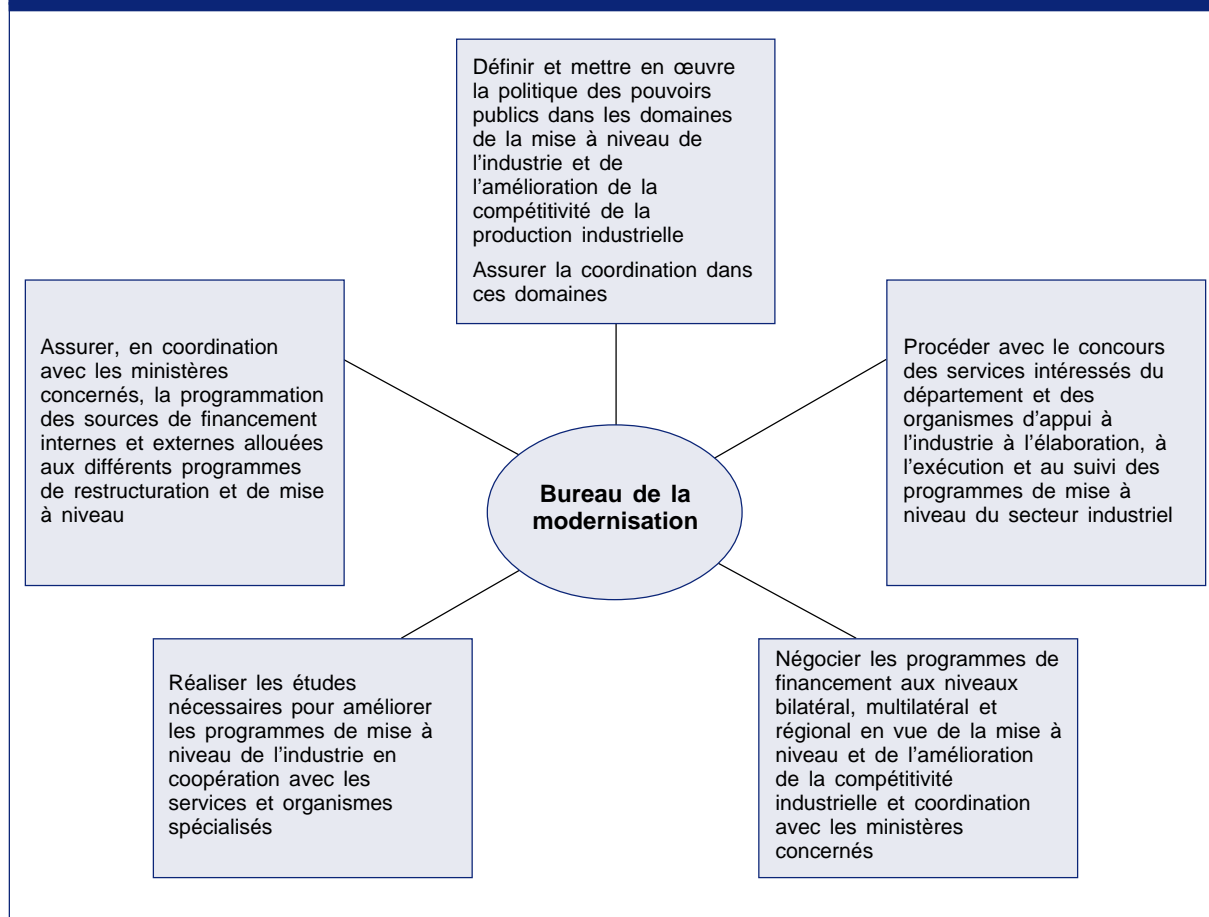 Définir et mettre en œuvre
la politique des pouvoirs
publics dans les domaines
de la mise à niveau de
l'industrie et de
l'amélioration de la
compétitivité de la
production industrielle
Assurer la coordination dans
ces domaines
Assurer, en coordination
avec les ministères
concernés, la programmation
des sources de financement
internes et externes allouées
aux différents programmes
de restructuration et de mise
à niveau
Procéder avec le concours
des services intéressés du
département et des
organismes d'appui à
l'industrie à l'élaboration, à
l'exécution et au suivi des
programmes de mise à
niveau du secteur industriel
Bureau de la
modernisation
Réaliser les études
nécessaires pour améliorer
les programmes de mise à
niveau de l'industrie en
coopération avec les
services et organismes
spécialisés
Négocier les programmes de
financement aux niveaux
bilatéral, multilatéral et
régional en vue de la mise à
niveau et de l'amélioration
de la compétitivité
industrielle et coordination
avec les ministères
concernés